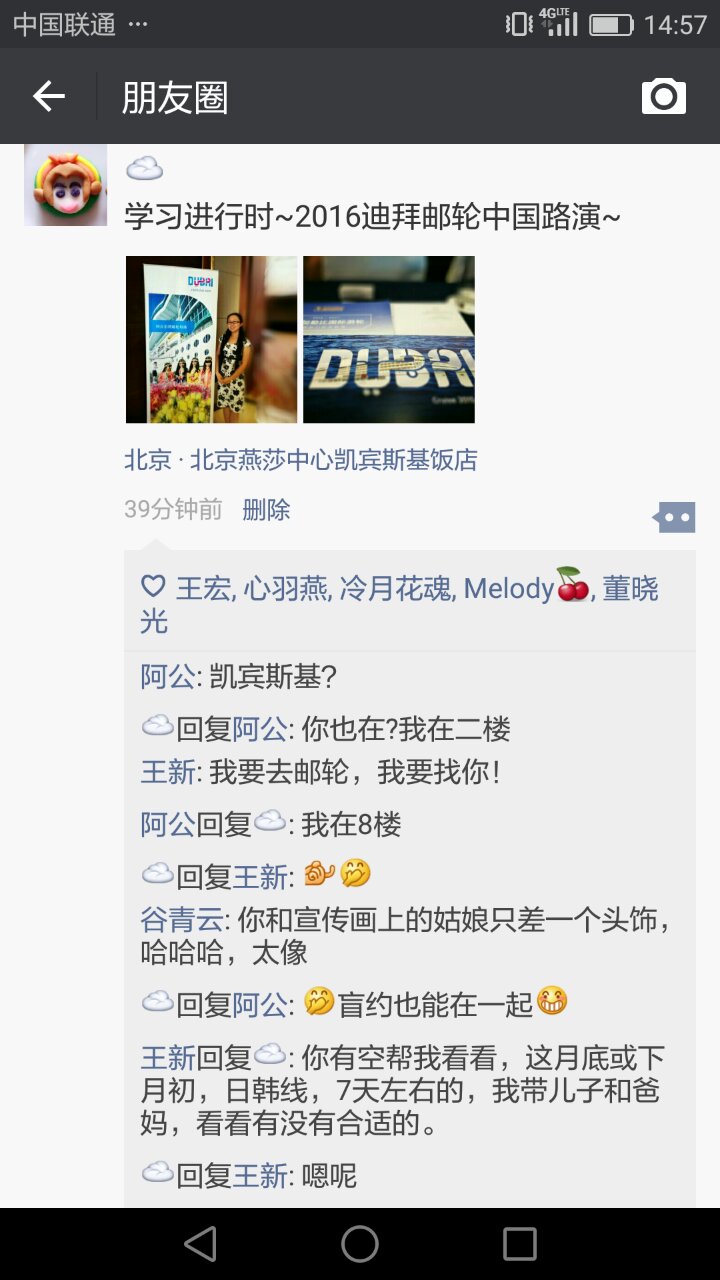 中国联通 ...
4G LTE
14:57
朋友圈
学习进行时~2016迪拜邮轮中国路演~
DUBAI
DUBAI
北京 · 北京燕莎中心凯宾斯基饭店
39分钟前 删除
王宏, 心羽燕, 冷月花魂, Melody🍒, 董晓
光
阿公: 凯宾斯基?
☁回复阿公: 你也在?我在二楼
王新: 我要去邮轮，我要找你！
阿公回复☁: 我在8楼
☁回复王新:
谷青云: 你和宣传画上的姑娘只差一个头饰，
哈哈哈，太像
☁回复阿公: 🤭盲约也能在一起😁
王新回复☁: 你有空帮我看看，这月底或下
月初，日韩线，7天左右的，我带儿子和爸
妈，看看有没有合适的。
☁回复王新: 嗯呢